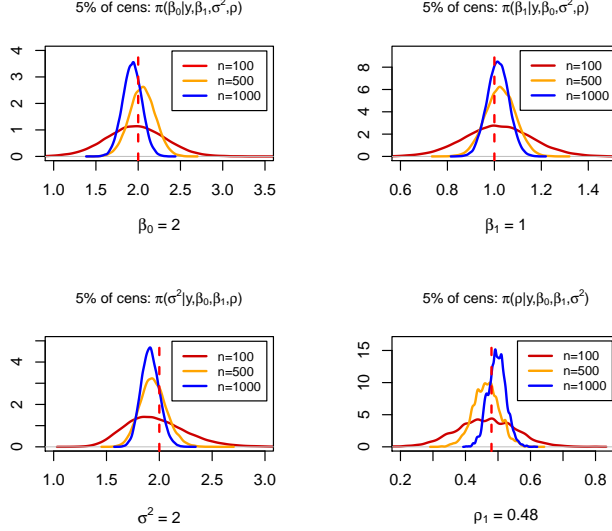 5% of cens: π(β₀|y,β₁,σ²,ρ)
n=100
n=500
n=1000
0 1 2 3 4
1.0 1.5 2.0 2.5 3.0 3.5
β₀ = 2
5% of cens: π(β₁|y,β₀,σ²,ρ)
n=100
n=500
n=1000
0 2 4 6 8
0.6 0.8 1.0 1.2 1.4
β₁ = 1
5% of cens: π(σ²|y,β₀,β₁,ρ)
n=100
n=500
n=1000
0 2 4
1.0 1.5 2.0 2.5 3.0
σ² = 2
5% of cens: π(ρ|y,β₀,β₁,σ²)
n=100
n=500
n=1000
0 5 10 15
0.2 0.4 0.6 0.8
ρ₁ = 0.48